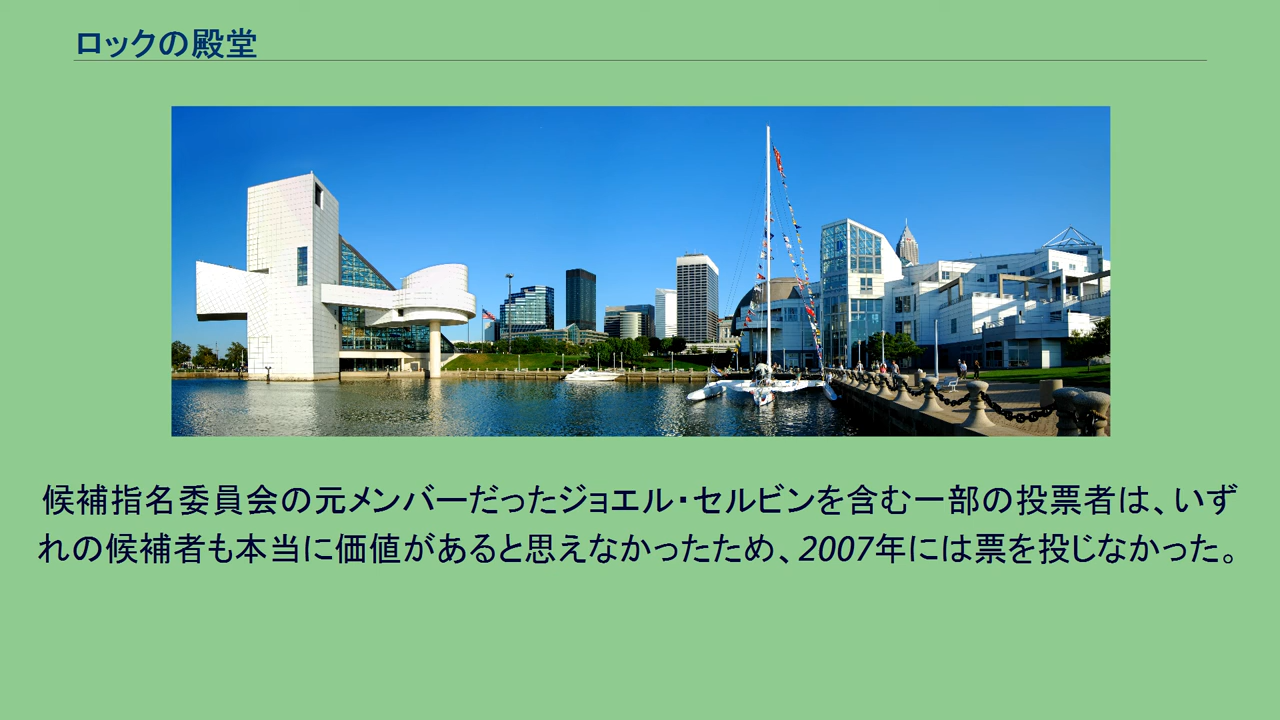 ロックの殿堂
候補指名委員会の元メンバーだったジョエル・セルビンを含む一部の投票者は、いず
れの候補者も本当に価値があると思えなかったため、2007年には票を投じなかった。